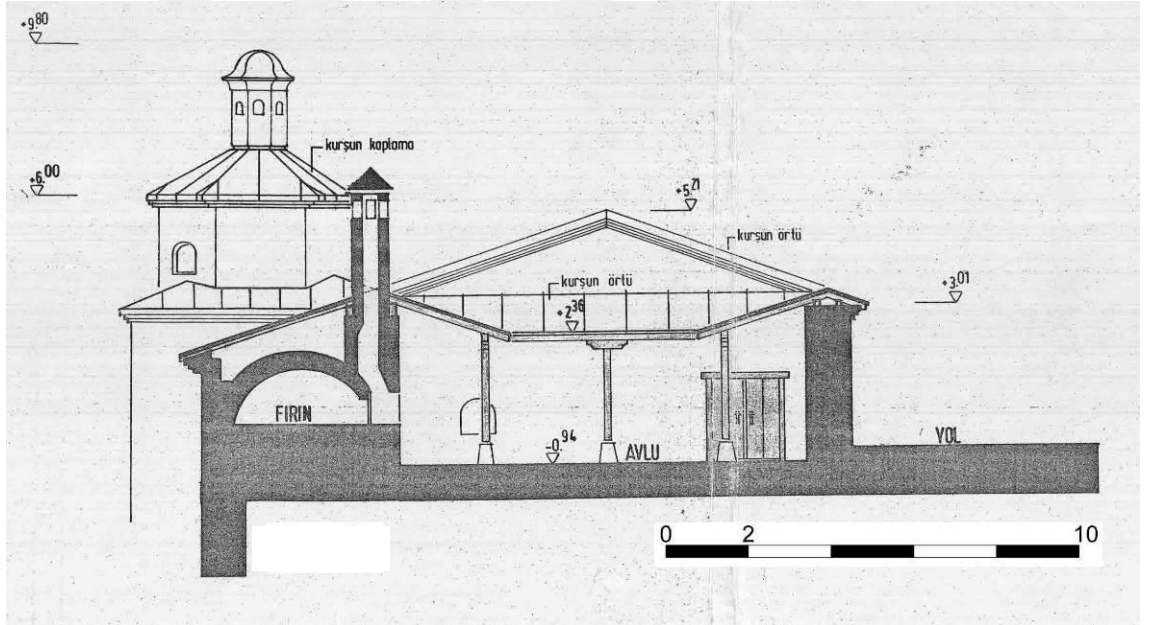 +9.80
kurşun kaplama
+6.00
+5.21
kurşun örtü
kurşun örtü
+3.01
+2.36
FIRIN
-0.94
AVLU
YOL
0 2 10